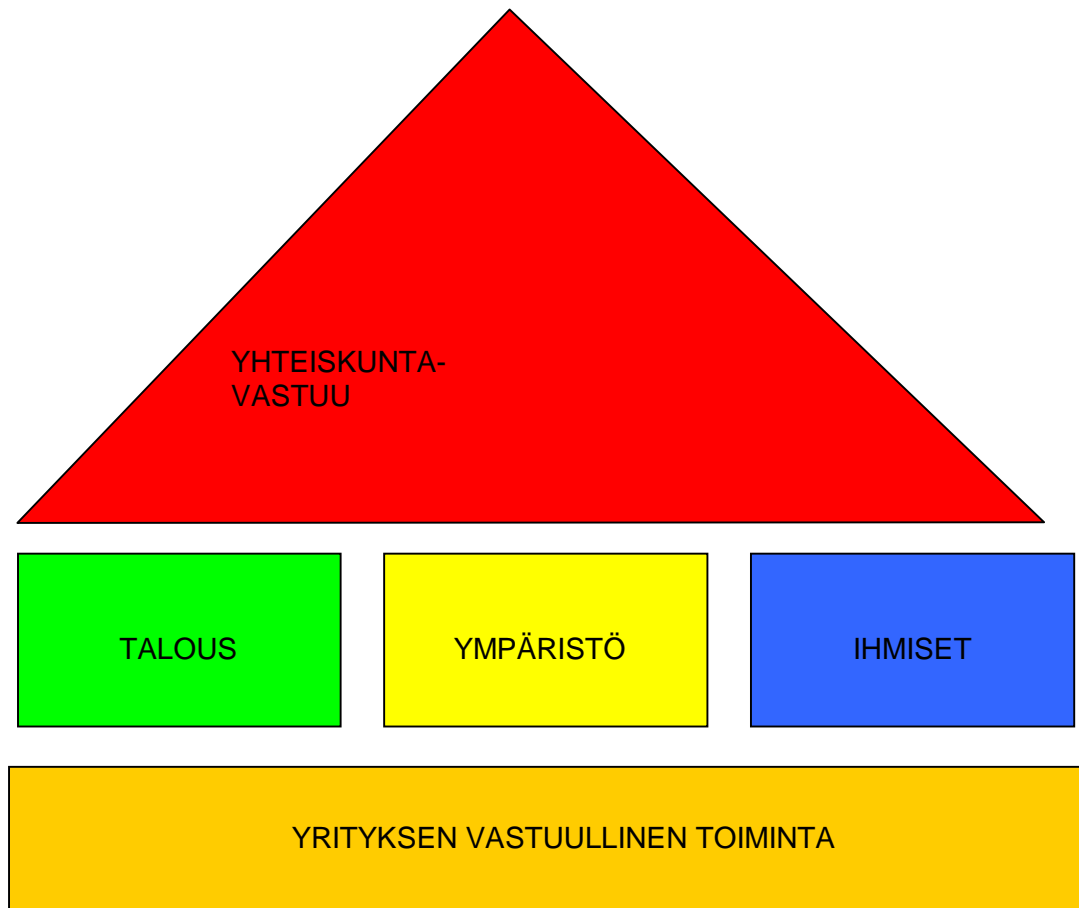 YHTEISKUNTA-
VASTUU
TALOUS
YMPÄRISTÖ
IHMISET
YRITYKSEN VASTUULLINEN TOIMINTA